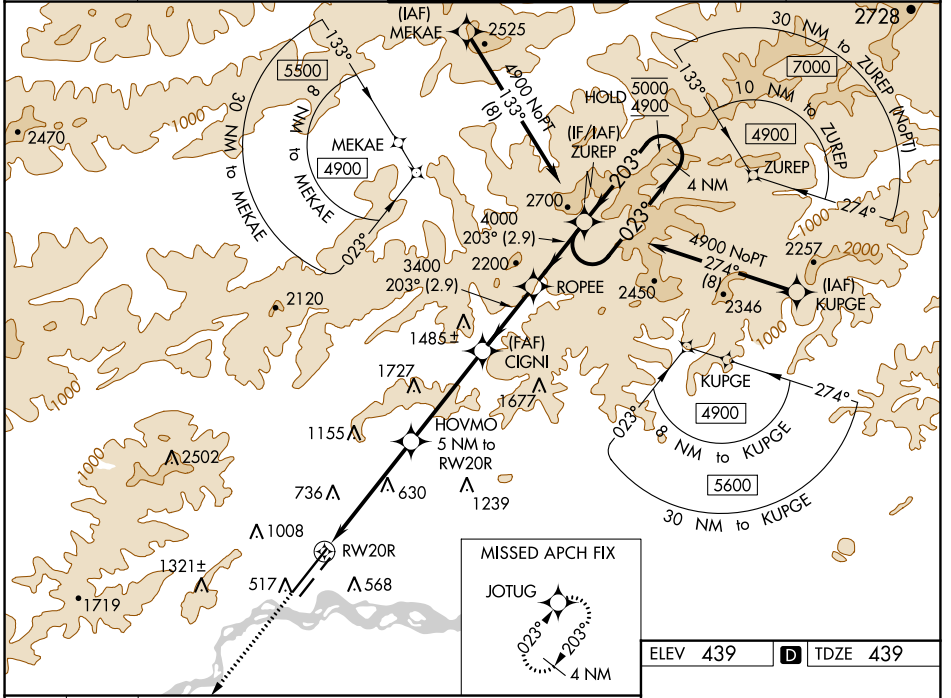 (IAF)
MEKAE
2525
2728
133°
5500
30 NM to MEKAE
8 NM to MEKAE
4900
MEKAE
023°
2470
1000
4900 NoPT
133°
(8)
HOLD
5000
4900
30 NM to ZUREP (NoPT)
7000
10 NM to ZUREP
4900
133°
ZUREP
274°
1000
(IF/IAF)
ZUREP
203°
023°
4 NM
2700
4000
203° (2.9)
3400
203° (2.9)
2200
ROPEE
4900 NoPT
274°
(8)
2257
2000
(IAF)
KUPGE
2450
2346
1000
2120
1485±
(FAF)
CIGNI
1727
1677
KUPGE
274°
023°
4900
8 NM to KUPGE
5600
30 NM to KUPGE
1000
1155
HOVMO
5 NM to
RW20R
1000
2502
736
630
1239
1008
RW20R
1321±
517
568
1719
MISSED APCH FIX
JOTUG
023°
203°
4 NM
ELEV 439
D
TDZE 439